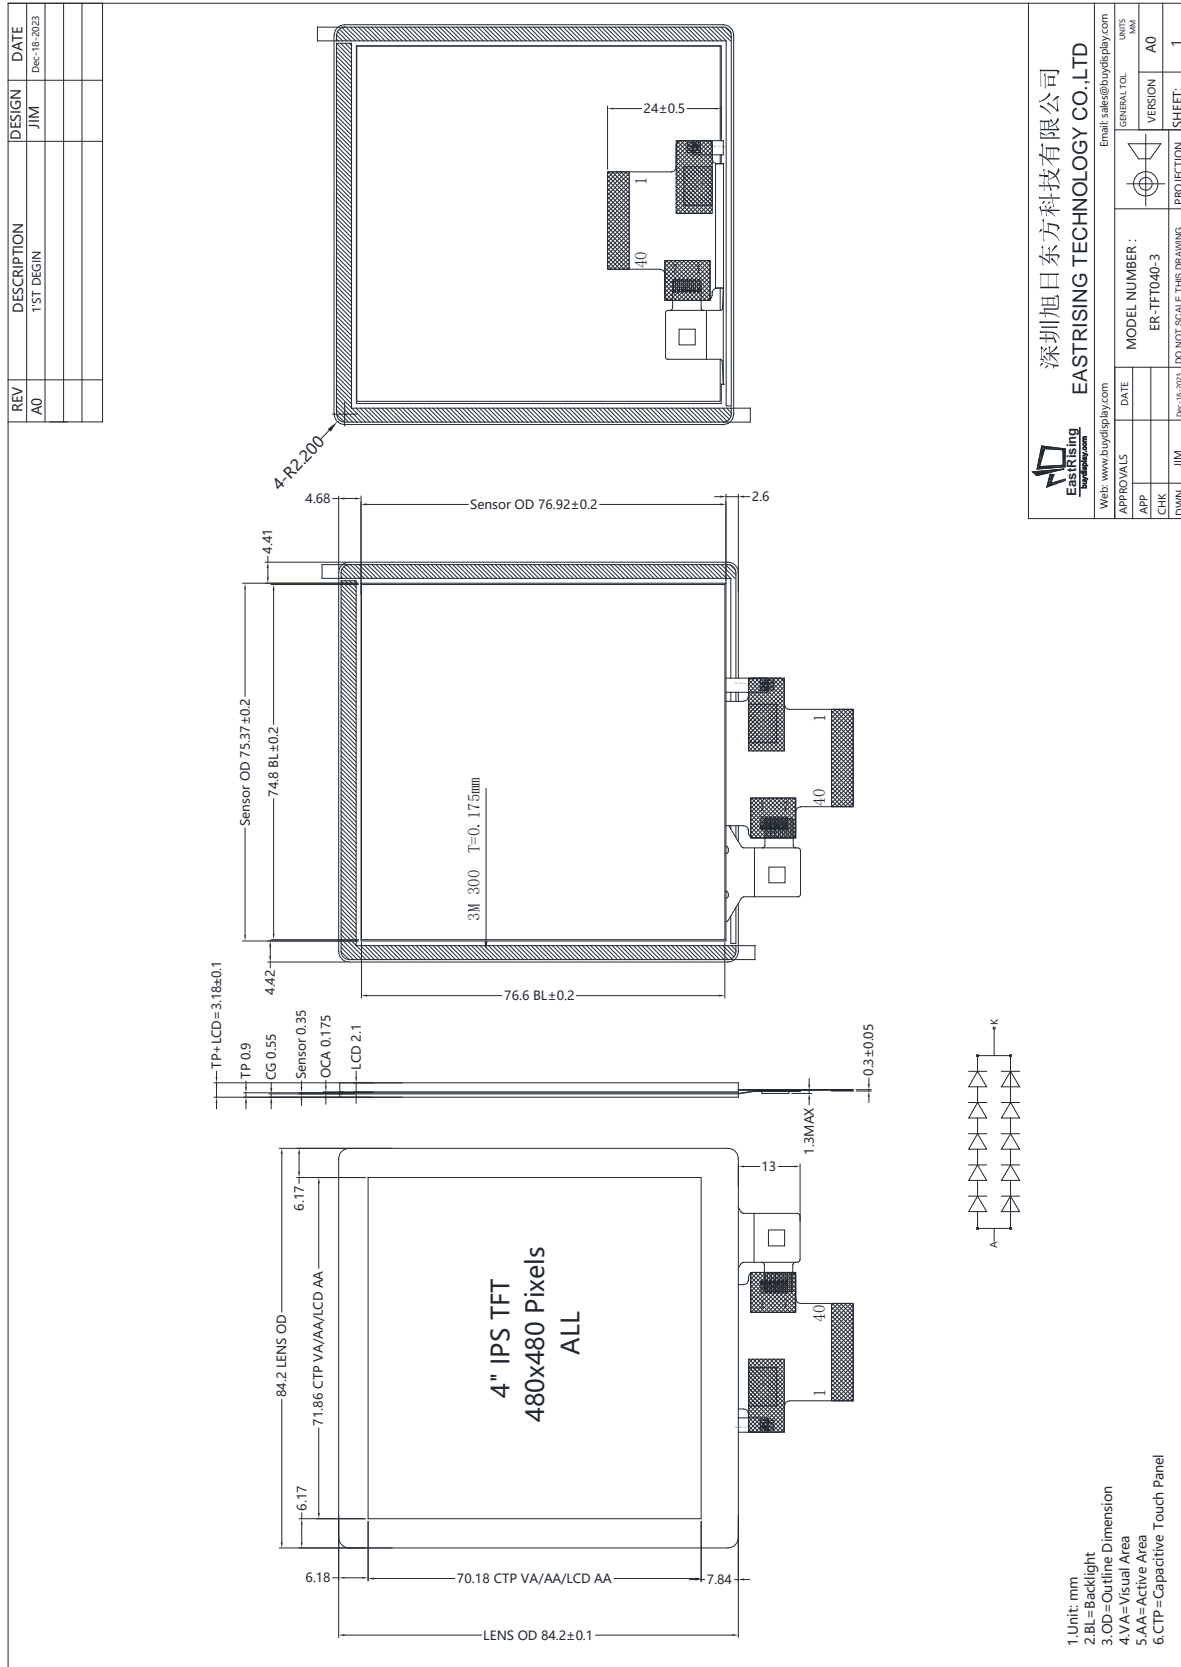 REV DESCRIPTION DESIGN DATE
A0 1'ST DEGIN JIM Dec-18-2023
84.2 LENS OD
6.17
71.86 CTP VA/AA/LCD AA
6.17
4" IPS TFT
480x480 Pixels
ALL
6.18
70.18 CTP VA/AA/LCD AA
7.84
LENS OD 84.2±0.1
13
1
40
TP+LCD=3.18±0.1
TP 0.9
CG 0.55
Sensor 0.35
OCA 0.175
LCD 2.1
1.3MAX
0.3±0.05
4.42
Sensor OD 75.37±0.2
74.8 BL±0.2
4.41
3M 300 T=0.175mm
76.6 BL±0.2
4.68
Sensor OD 76.92±0.2
2.6
40
1
4-R2.200
24±0.5
40
1
A
K
1.Unit: mm
2.BL=Backlight
3.OD=Outline Dimension
4.VA=Visual Area
5.AA=Active Area
6.CTP=Capacitive Touch Panel
EastRising
buydisplay.com
深圳旭日东方科技有限公司
EASTRISING TECHNOLOGY CO.,LTD
Web: www.buydisplay.com Email: sales@buydisplay.com
APPROVALS DATE
APP
CHK
DWN JIM Dec-18-2023
MODEL NUMBER :
ER-TFT040-3
DO NOT SCALE THIS DRAWING
PROJECTION
GENERAL TOL. UNITS
MM
VERSION A0
SHEET: 1